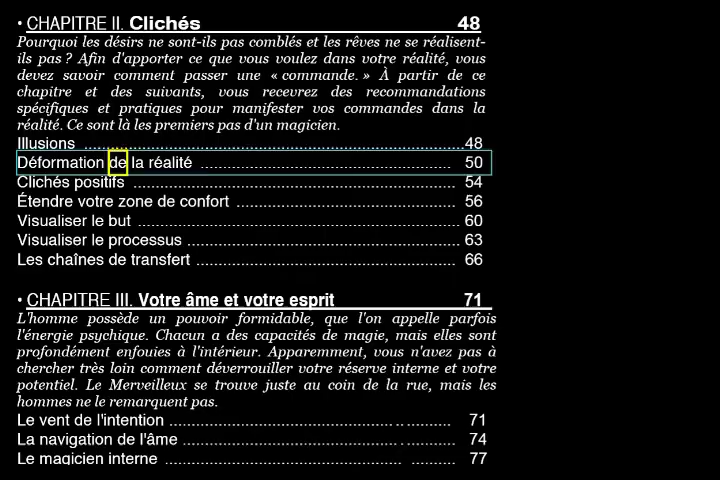 • CHAPITRE II. Clichés 48
Pourquoi les désirs ne sont-ils pas comblés et les rêves ne se réalisent-
ils pas ? Afin d'apporter ce que vous voulez dans votre réalité, vous
devez savoir comment passer une « commande. » À partir de ce
chapitre et des suivants, vous recevrez des recommandations
spécifiques et pratiques pour manifester vos commandes dans la
réalité. Ce sont là les premiers pas d'un magicien.
Illusions ................................................................................48
Déformation de la réalité ..................................................... 50
Clichés positifs .................................................................... 54
Étendre votre zone de confort .............................................. 56
Visualiser le but .................................................................... 60
Visualiser le processus ......................................................... 63
Les chaînes de transfert ....................................................... 66
• CHAPITRE III. Votre âme et votre esprit 71
L'homme possède un pouvoir formidable, que l'on appelle parfois
l'énergie psychique. Chacun a des capacités de magie, mais elles sont
profondément enfouies à l'intérieur. Apparemment, vous n'avez pas à
chercher très loin comment déverrouiller votre réserve interne et votre
potentiel. Le Merveilleux se trouve juste au coin de la rue, mais les
hommes ne le remarquent pas.
Le vent de l'intention ................................................ .. .......... 71
La navigation de l'âme ................................................ . .......... 74
Le magicien interne ................................................... .......... 77